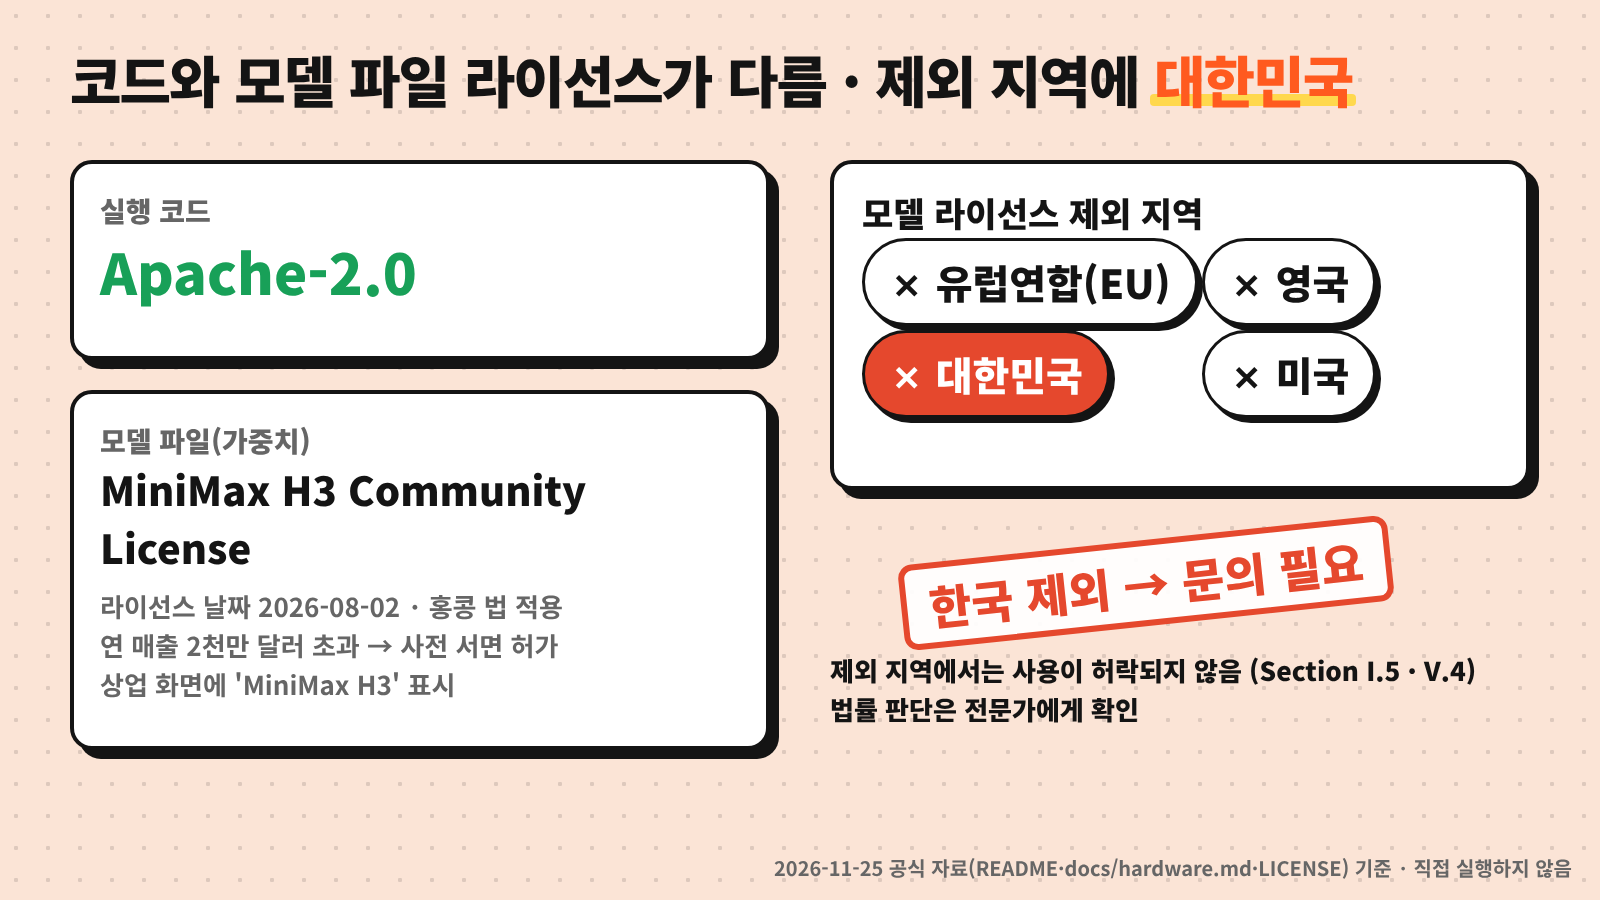 코드와 모델 파일 라이선스가 다름 · 제외 지역에 대한민국
실행 코드
Apache-2.0
모델 파일(가중치)
MiniMax H3 Community
License
라이선스 날짜 2026-08-02 · 홍콩 법 적용
연 매출 2천만 달러 초과 → 사전 서면 허가
상업 화면에 'MiniMax H3' 표시
모델 라이선스 제외 지역
× 유럽연합(EU)
× 영국
× 대한민국
× 미국
한국 제외 → 문의 필요
제외 지역에서는 사용이 허락되지 않음 (Section I.5 · V.4)
법률 판단은 전문가에게 확인
2026-11-25 공식 자료(README·docs/hardware.md·LICENSE) 기준 · 직접 실행하지 않음